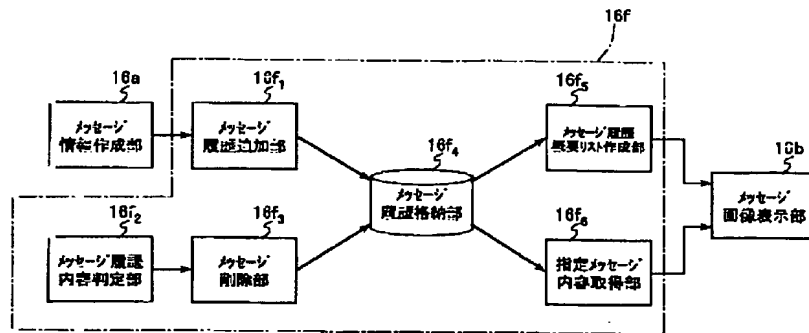 16f
16a
メッセージ
情報作成部
16f1
メッセージ
履歴追加部
16f2
メッセージ履歴
内容判定部
16f3
メッセージ
削除部
16f4
メッセージ
履歴格納部
16f5
メッセージ履歴
概要リスト作成部
16f6
指定メッセージ
内容取得部
16b
メッセージ
画像表示部